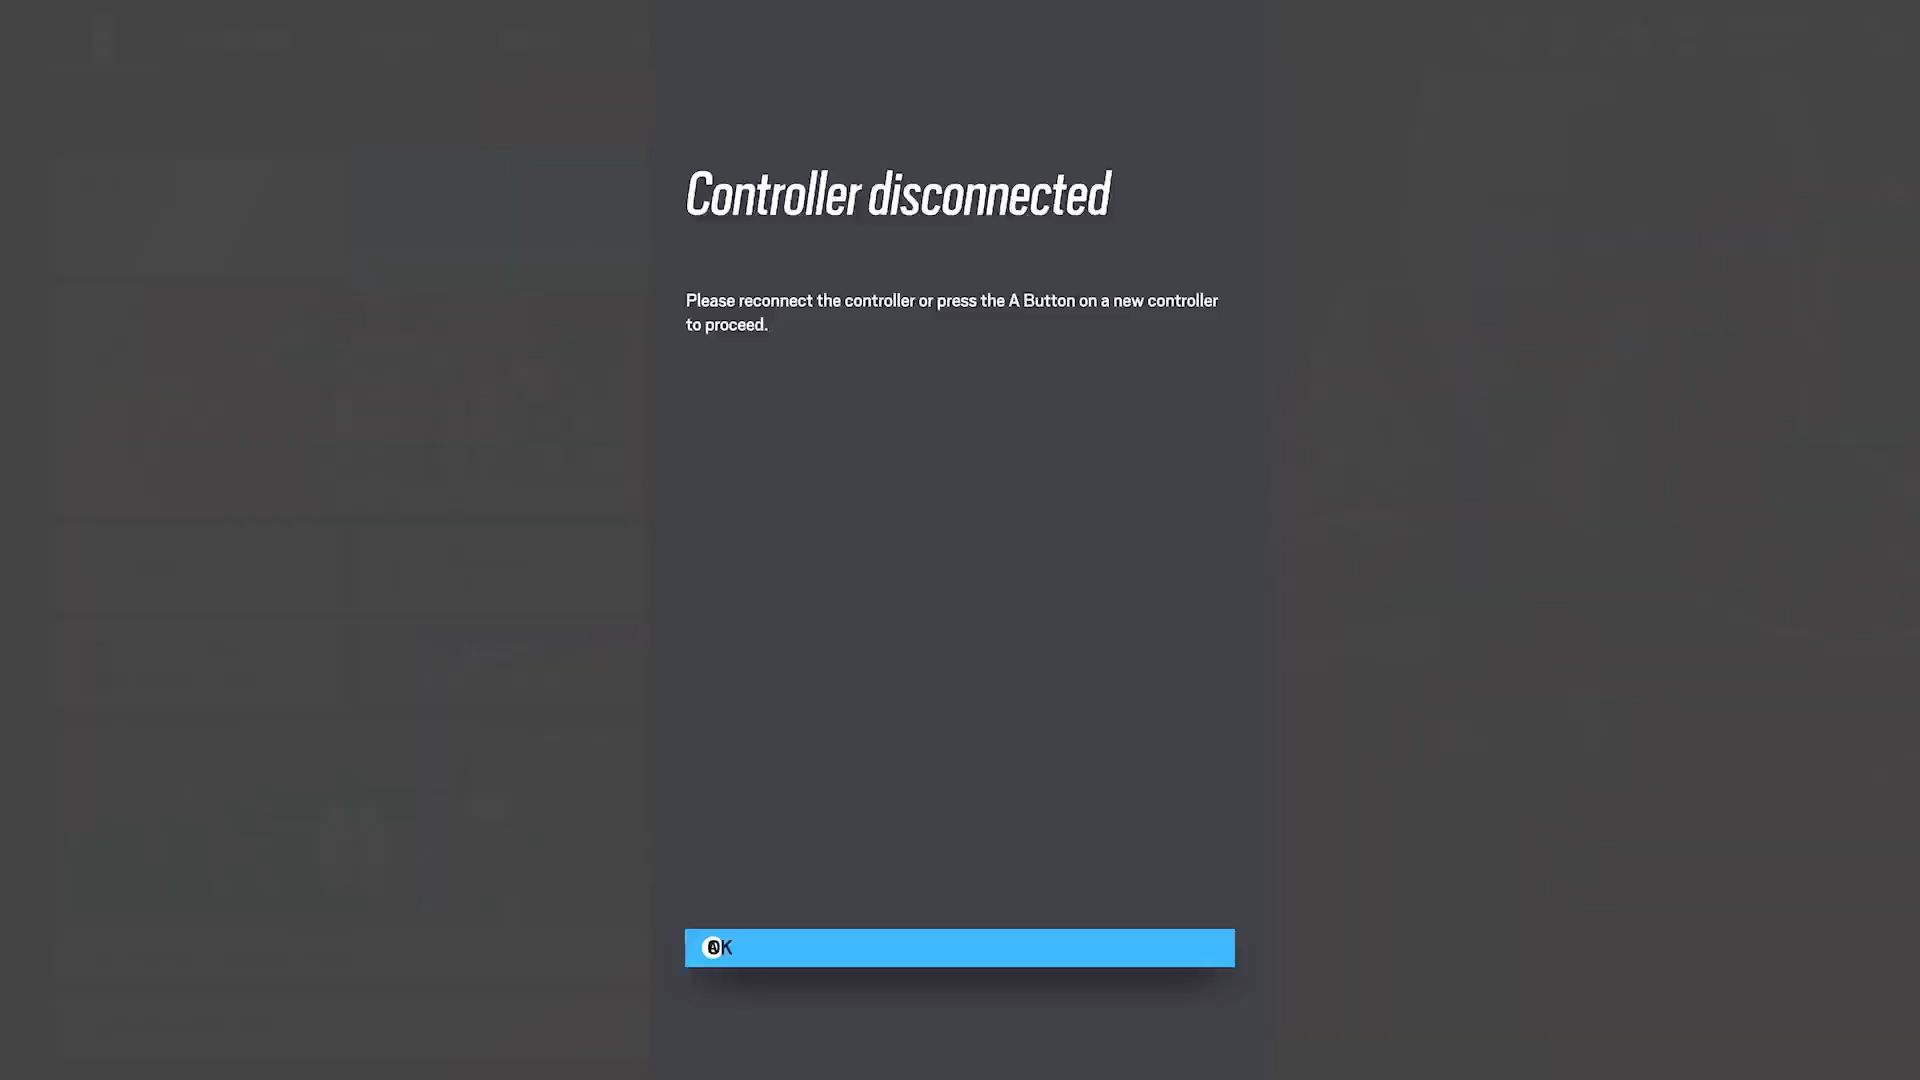 Controller disconnected
Please reconnect the controller or press the A Button on a new controller
to proceed.
OK